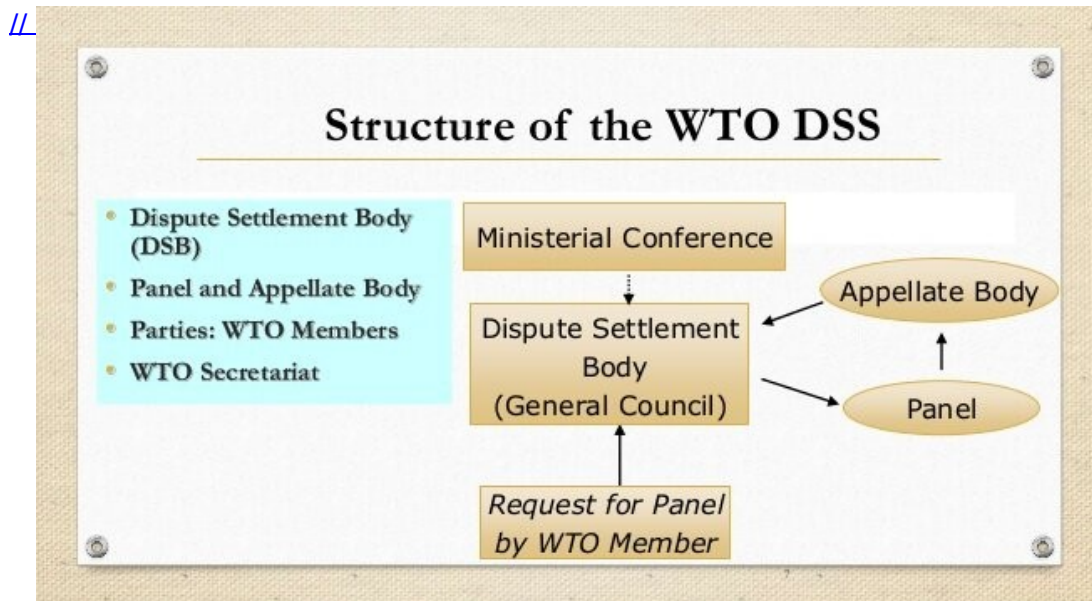 //
Structure of the WTO DSS
• Dispute Settlement Body
(DSB)
• Panel and Appellate Body
• Parties: WTO Members
• WTO Secretariat
Ministerial Conference
Dispute Settlement
Body
(General Council)
Appellate Body
Panel
Request for Panel
by WTO Member